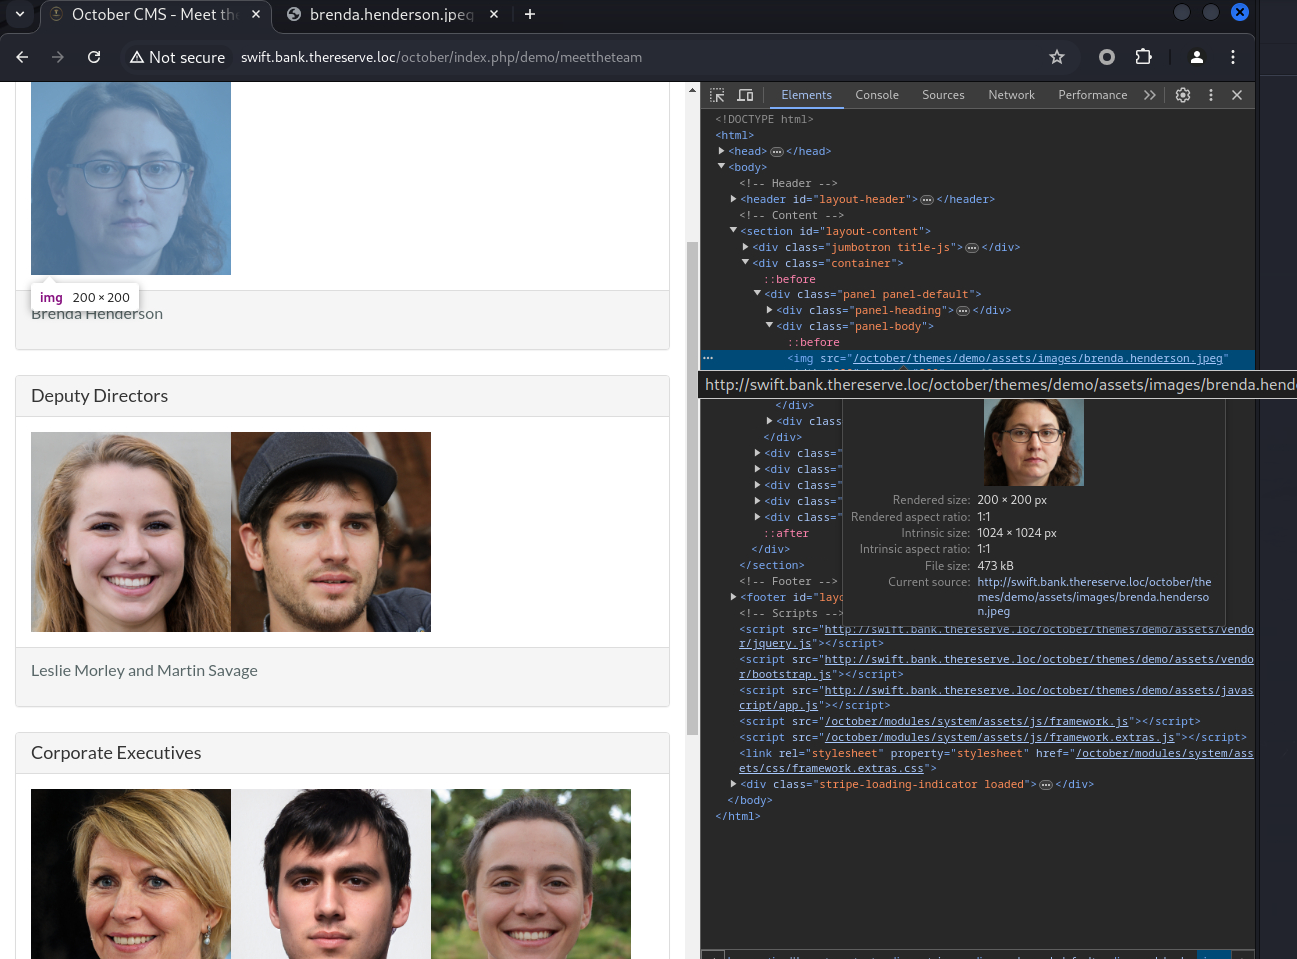 October CMS - Meet the
brenda.henderson.jpeg
Not secure
swift.bank.thereserve.loc/october/index.php/demo/meettheteam
img 200 × 200
Brenda Henderson
Deputy Directors
Leslie Morley and Martin Savage
Corporate Executives
Elements Console Sources Network Performance
<!DOCTYPE html>
<html>
<head> ••• </head>
<body>
<!-- Header -->
<header id="layout-header"> ••• </header>
<!-- Content -->
<section id="layout-content">
<div class="jumbotron title-js"> ••• </div>
<div class="container">
::before
<div class="panel panel-default">
<div class="panel-heading"> ••• </div>
<div class="panel-body">
::before
<img src="/october/themes/demo/assets/images/brenda.henderson.jpeg"
http://swift.bank.thereserve.loc/october/themes/demo/assets/images/brenda.hend
</div>
<div class
</div>
<div class="
<div class="
<div class="
<div class="
<div class="
::after
</div>
</section>
<!-- Footer -->
<footer id="layo
<!-- Scripts -->
Rendered size: 200 × 200 px
Rendered aspect ratio: 1:1
Intrinsic size: 1024 × 1024 px
Intrinsic aspect ratio: 1:1
File size: 473 kB
Current source: http://swift.bank.thereserve.loc/october/the
mes/demo/assets/images/brenda.henderso
n.jpeg
<script src="http://swift.bank.thereserve.loc/october/themes/demo/assets/vendo
r/jquery.js"></script>
<script src="http://swift.bank.thereserve.loc/october/themes/demo/assets/vendo
r/bootstrap.js"></script>
<script src="http://swift.bank.thereserve.loc/october/themes/demo/assets/javas
cript/app.js"></script>
<script src="/october/modules/system/assets/js/framework.js"></script>
<script src="/october/modules/system/assets/js/framework.extras.js"></script>
<link rel="stylesheet" property="stylesheet" href="/october/modules/system/ass
ets/css/framework.extras.css">
<div class="stripe-loading-indicator loaded"> ••• </div>
</body>
</html>